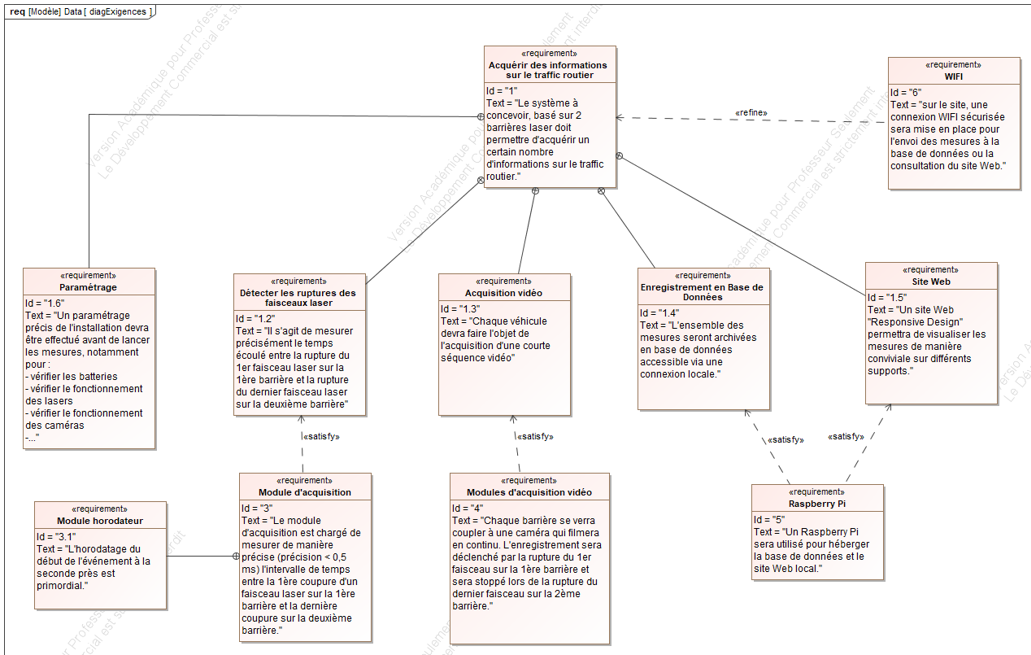 req [Modèle] Data [ diagExigences ]
«requirement»
Acquérir des informations
sur le traffic routier
Id = "1"
Text = "Le système à
concevoir, basé sur 2
barrières laser doit
permettre d'acquérir un
certain nombre
d'informations sur le traffic
routier."
«requirement»
WIFI
Id = "6"
Text = "sur le site, une
connexion WIFI sécurisée
sera mise en place pour
l'envoi des mesures à la
base de données ou la
consultation du site Web."
«refine»
«requirement»
Paramétrage
Id = "1.6"
Text = "Un paramétrage
précis de l'installation devra
être effectué avant de lancer
les mesures, notamment
pour :
- vérifier les batteries
- vérifier le fonctionnement
des lasers
- vérifier le fonctionnement
des caméras
-..."
«requirement»
Détecter les ruptures des
faisceaux laser
Id = "1.2"
Text = "Il s'agit de mesurer
précisément le temps
écoulé entre la rupture du
1er faisceau laser sur la
1ère barrière et la rupture
du dernier faisceau laser
sur la deuxième barrière"
«requirement»
Acquisition vidéo
Id = "1.3"
Text = "Chaque véhicule
devra faire l'objet de
l'acquisition d'une courte
séquence vidéo"
«requirement»
Enregistrement en Base de
Données
Id = "1.4"
Text = "L'ensemble des
mesures seront archivées
en base de données
accessible via une
connexion locale."
«requirement»
Site Web
Id = "1.5"
Text = "Un site Web
"Responsive Design"
permettra de visualiser les
mesures de manière
conviviale sur différents
supports."
«satisfy»
«satisfy»
«satisfy»
«satisfy»
«requirement»
Module horodateur
Id = "3.1"
Text = "L'horodatage du
début de l'événement à la
seconde près est
primordial."
«requirement»
Module d'acquisition
Id = "3"
Text = "Le module
d'acquisition est chargé de
mesurer de manière
précise (précision < 0,5
ms) l'intervalle de temps
entre la 1ère coupure d'un
faisceau laser sur la 1ère
barrière et la dernière
coupure sur la deuxième
barrière."
«requirement»
Modules d'acquisition vidéo
Id = "4"
Text = "Chaque barrière se verra
coupler à une caméra qui filmera
en continu. L'enregistrement sera
déclenché par la rupture du 1er
faisceau sur la 1ère barrière et
sera stoppé lors de la rupture du
dernier faisceau sur la 2ème
barrière."
«requirement»
Raspberry Pi
Id = "5"
Text = "Un Raspberry Pi
sera utilisé pour héberger
la base de données et le
site Web local."
Version Académique pour Professeur Seulement
Le Développement Commercial est strictement interdit